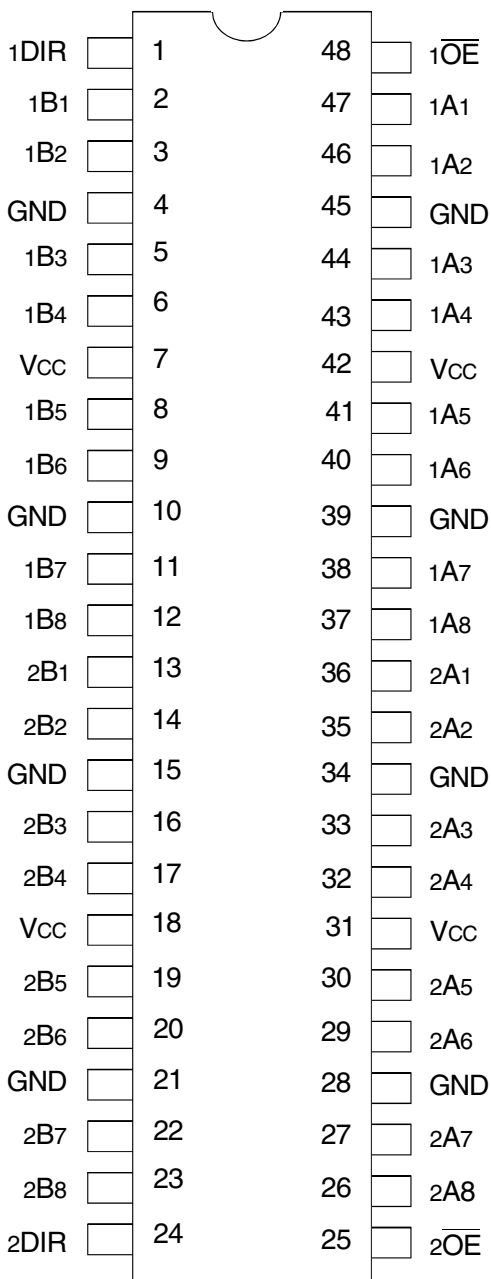 1DIR 1 48 1OE
1B1 2 47 1A1
1B2 3 46 1A2
GND 4 45 GND
1B3 5 44 1A3
1B4 6 43 1A4
VCC 7 42 VCC
1B5 8 41 1A5
1B6 9 40 1A6
GND 10 39 GND
1B7 11 38 1A7
1B8 12 37 1A8
2B1 13 36 2A1
2B2 14 35 2A2
GND 15 34 GND
2B3 16 33 2A3
2B4 17 32 2A4
VCC 18 31 VCC
2B5 19 30 2A5
2B6 20 29 2A6
GND 21 28 GND
2B7 22 27 2A7
2B8 23 26 2A8
2DIR 24 25 2OE